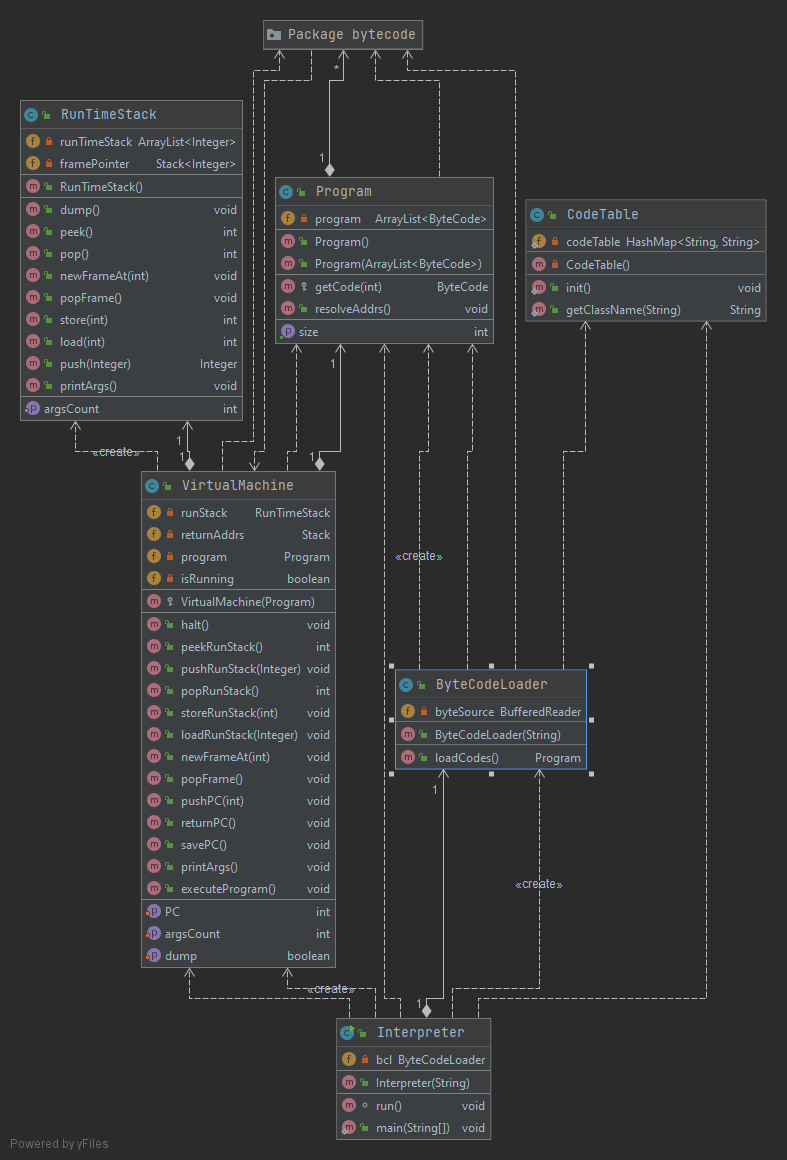 Package bytecode
*
1
RunTimeStack
runTimeStack ArrayList<Integer>
framePointer Stack<Integer>
RunTimeStack()
dump() void
peek() int
pop() int
newFrameAt(int) void
popFrame() void
store(int) int
load(int) int
push(Integer) Integer
printArgs() void
argsCount int
Program
program ArrayList<ByteCode>
Program()
Program(ArrayList<ByteCode>)
getCode(int) ByteCode
resolveAddrs() void
size int
CodeTable
codeTable HashMap<String, String>
CodeTable()
init() void
getClassName(String) String
«create»
1
1
1
1
VirtualMachine
runStack RunTimeStack
returnAddrs Stack
program Program
isRunning boolean
VirtualMachine(Program)
halt() void
peekRunStack() int
pushRunStack(Integer) void
popRunStack() int
storeRunStack(int) void
loadRunStack(Integer) void
newFrameAt(int) void
popFrame() void
pushPC(int) void
returnPC() void
savePC() void
printArgs() void
executeProgram() void
PC int
argsCount int
dump boolean
«create»
ByteCodeLoader
byteSource BufferedReader
ByteCodeLoader(String)
loadCodes() Program
1
«create»
«create»
1
Interpreter
bcl ByteCodeLoader
Interpreter(String)
run() void
main(String[]) void
Powered by yFiles